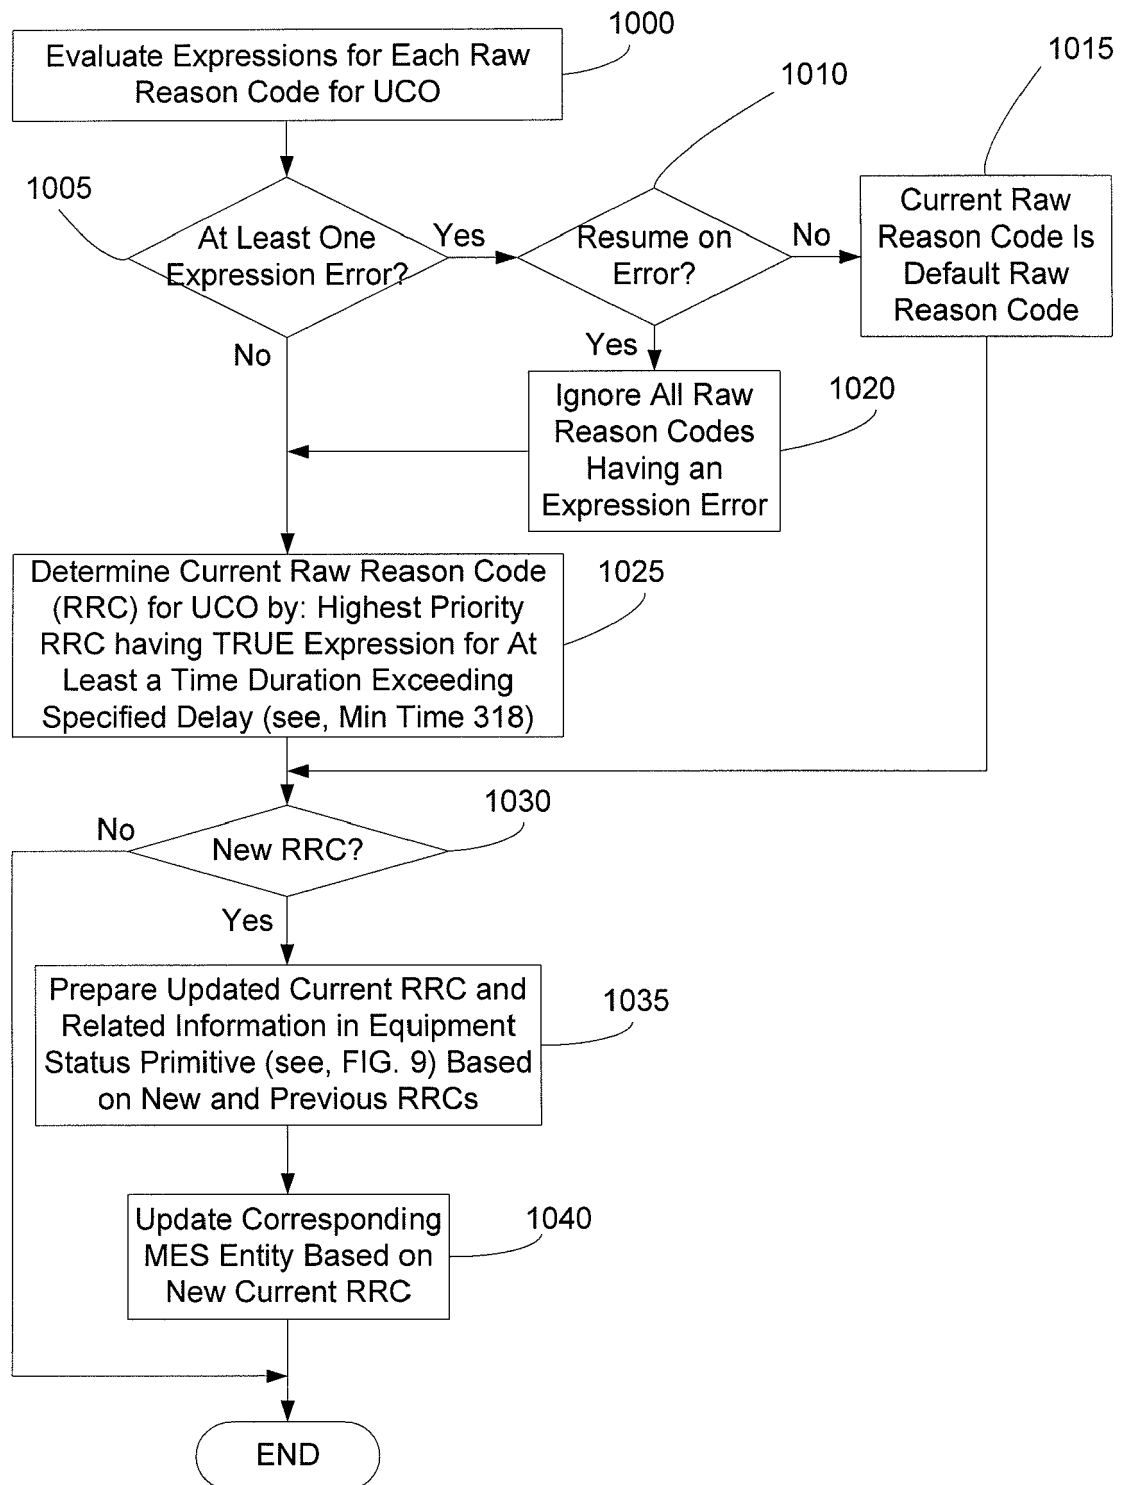 1000
Evaluate Expressions for Each Raw
Reason Code for UCO
1015
1010
1005
At Least One
Expression Error?
Yes
Resume on
Error?
No
Current Raw
Reason Code Is
Default Raw
Reason Code
No
Yes
Ignore All Raw
Reason Codes
Having an
Expression Error
1020
Determine Current Raw Reason Code
(RRC) for UCO by: Highest Priority
RRC having TRUE Expression for At
Least a Time Duration Exceeding
Specified Delay (see, Min Time 318)
1025
1030
No
New RRC?
Yes
Prepare Updated Current RRC and
Related Information in Equipment
Status Primitive (see, FIG. 9) Based
on New and Previous RRCs
1035
Update Corresponding
MES Entity Based on
New Current RRC
1040
END